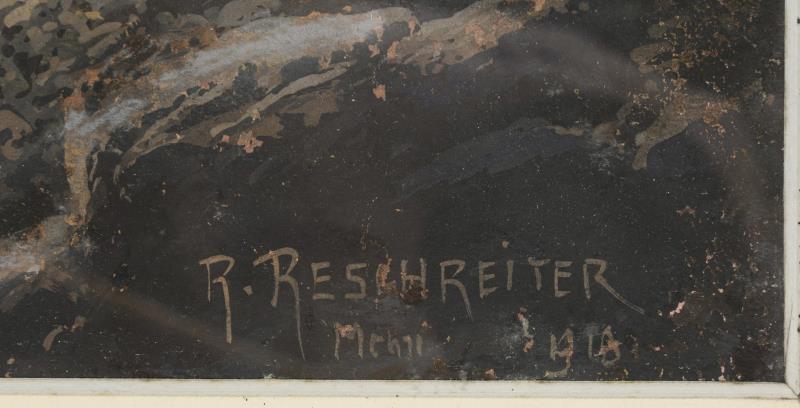 R. RESCHREITER
Mchn 1918